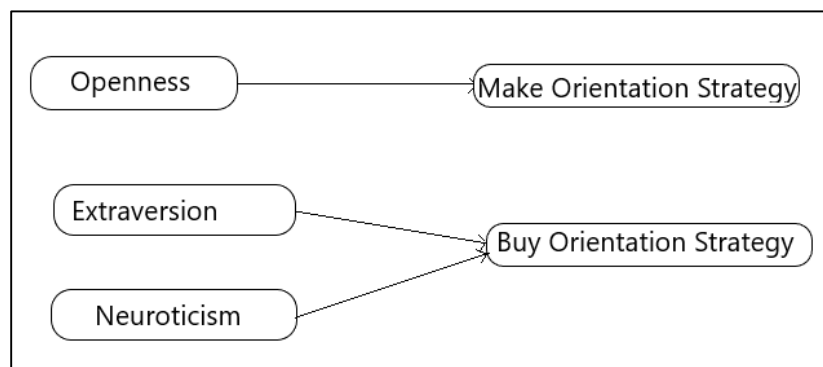 Openness
Make Orientation Strategy
Extraversion
Buy Orientation Strategy
Neuroticism